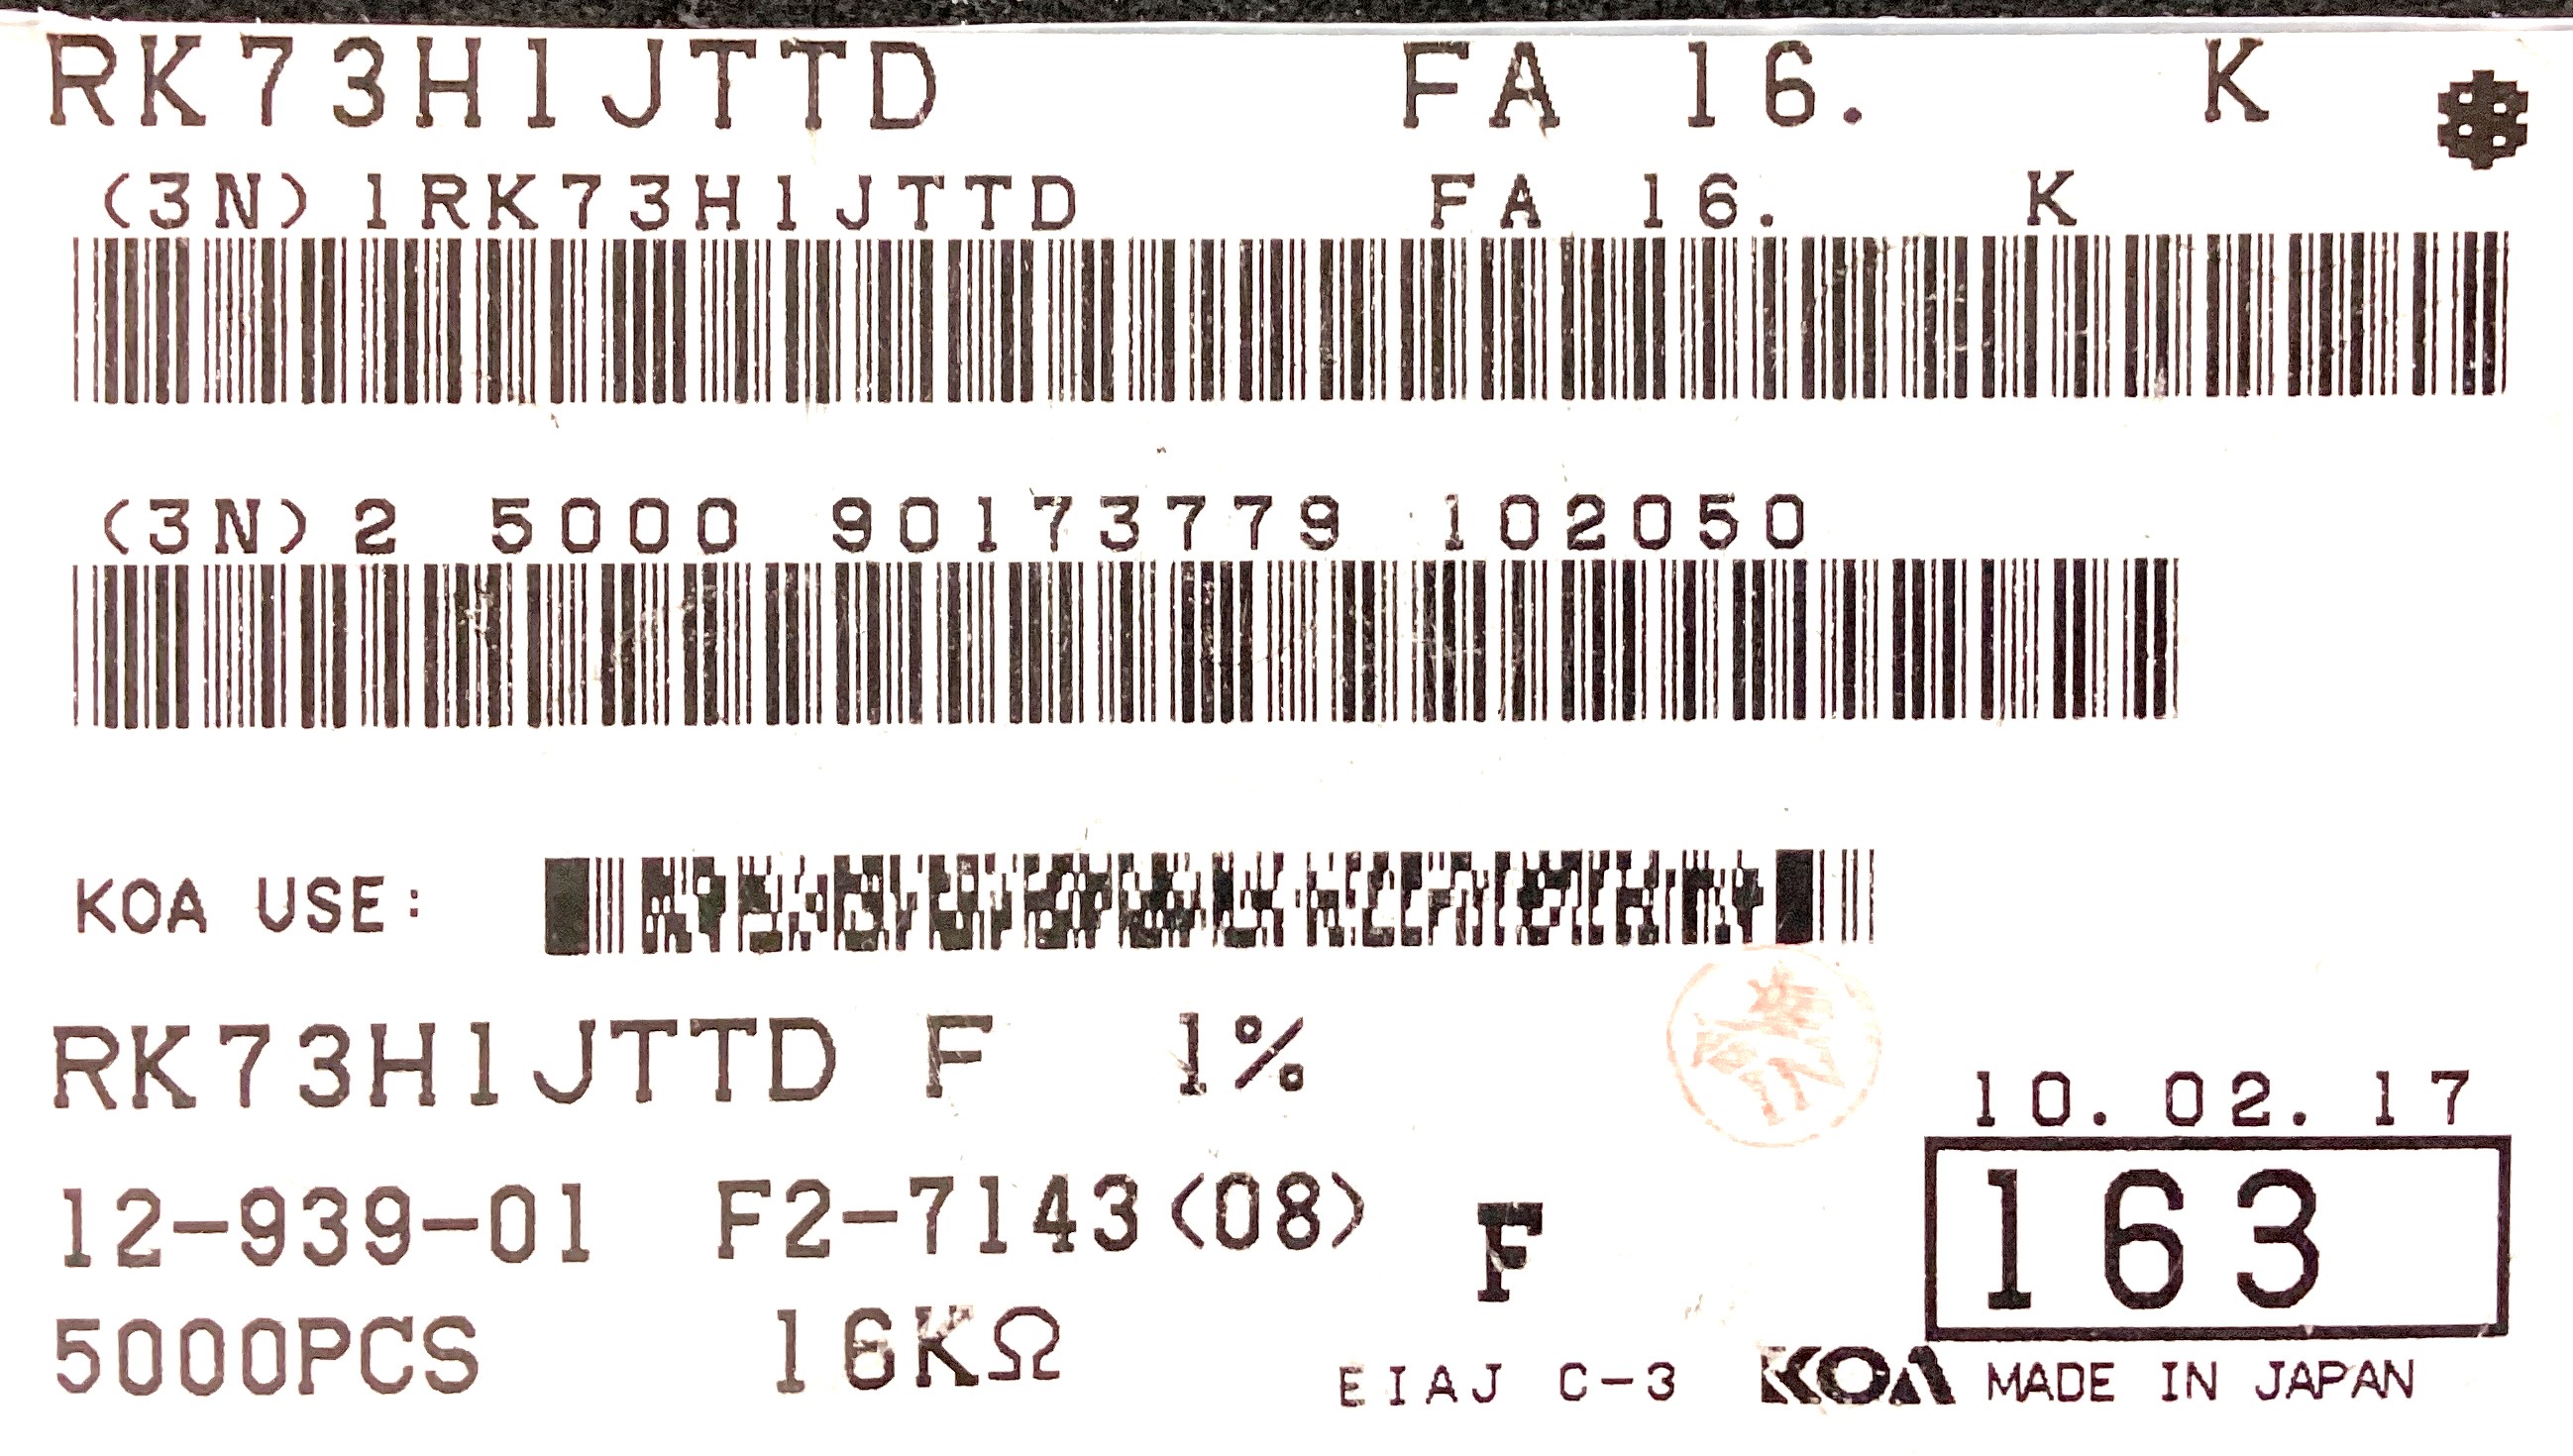 RK73H1JTTD FA 16. K
(3N)1RK73H1JTTD FA 16. K
(3N)2 5000 90173779 102050
KOA USE:
RK73H1JTTD F 1%
10.02.17
12-939-01 F2-7143(08) F 163
5000PCS 16KΩ
EIAJ C-3 KOA MADE IN JAPAN